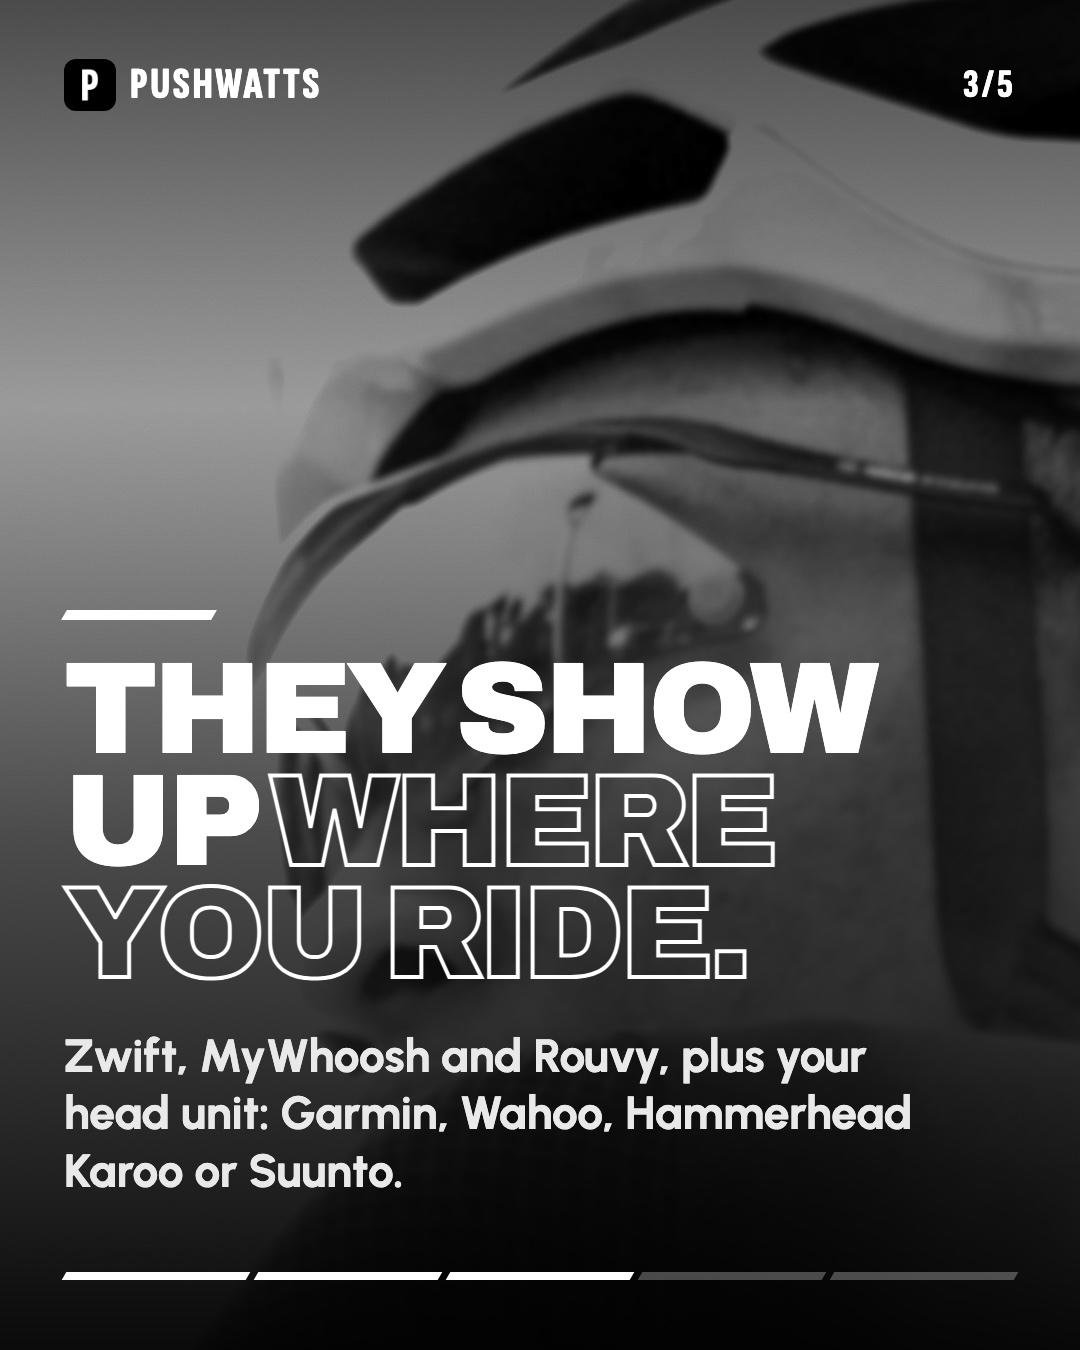 P PUSHWATTS
3/5
THEY SHOW
UP WHERE
YOU RIDE.
Zwift, MyWhoosh and Rouvy, plus your
head unit: Garmin, Wahoo, Hammerhead
Karoo or Suunto.